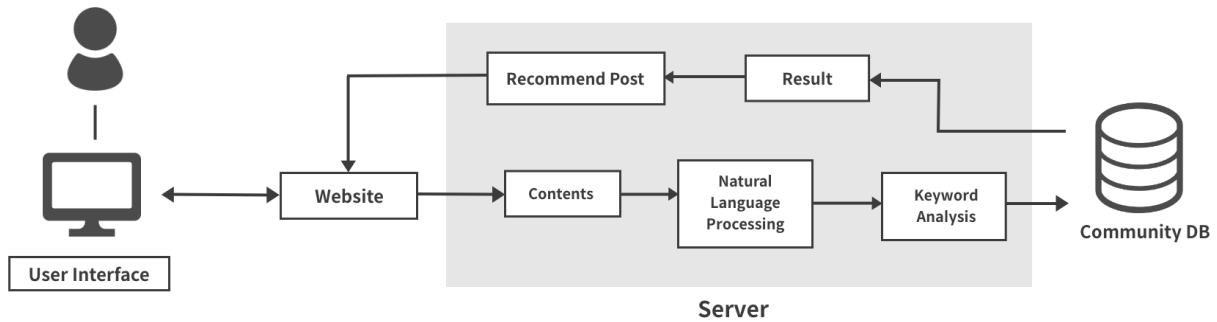 Recommend Post
Result
Website
Contents
Natural
Language
Processing
Keyword
Analysis
Community DB
User Interface
Server